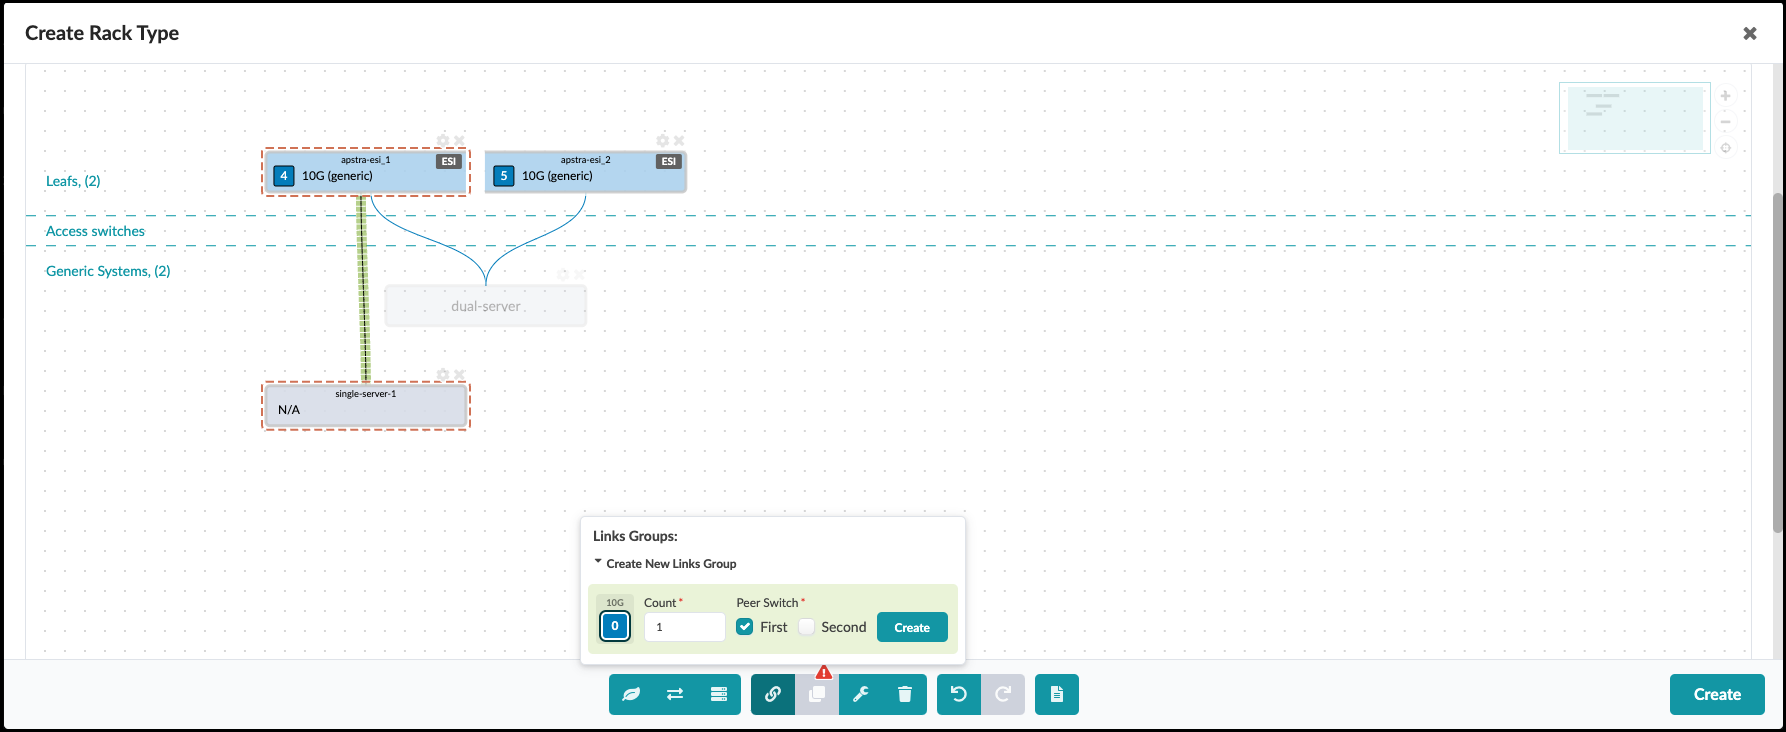 Create Rack Type
apstra-esi_1
ESI
4
10G (generic)
apstra-esi_2
ESI
5
10G (generic)
Leafs, (2)
Access switches
Generic Systems, (2)
dual-server
single-server-1
N/A
Links Groups:
Create New Links Group
10G
0
Count *
1
Peer Switch *
First
Second
Create
Create